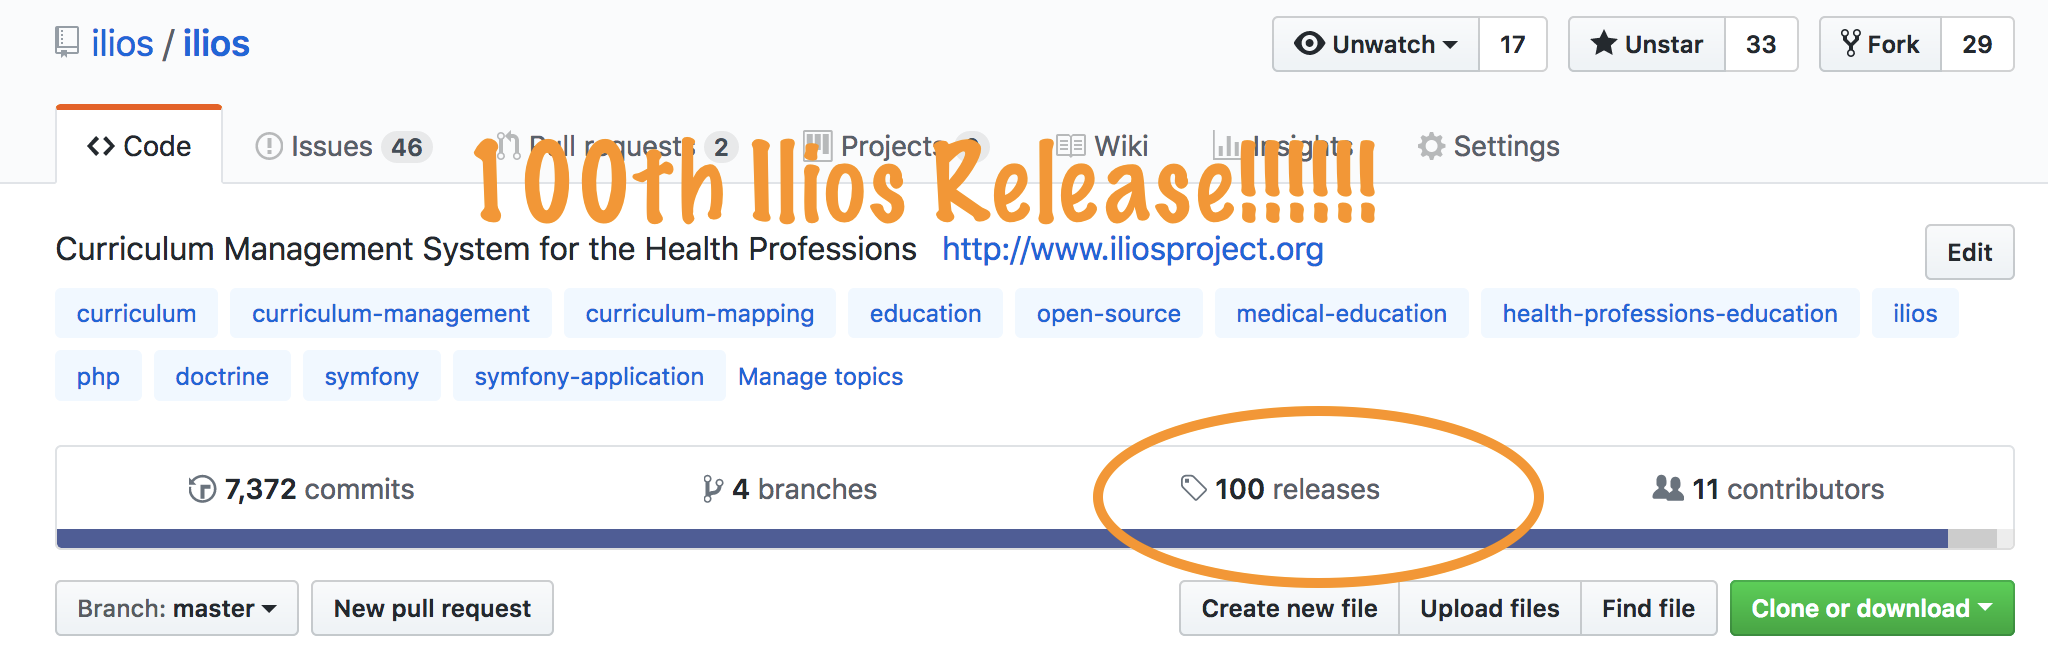 ilios / ilios
Unwatch 17 Unstar 33 Fork 29
Code Issues 46 Pull requests 2 Projects Wiki Insights Settings
100th Ilios Release!!!!!!
Curriculum Management System for the Health Professions http://www.iliosproject.org Edit
curriculum curriculum-management curriculum-mapping education open-source medical-education health-professions-education ilios
php doctrine symfony symfony-application Manage topics
7,372 commits 4 branches 100 releases 11 contributors
Branch: master New pull request Create new file Upload files Find file Clone or download